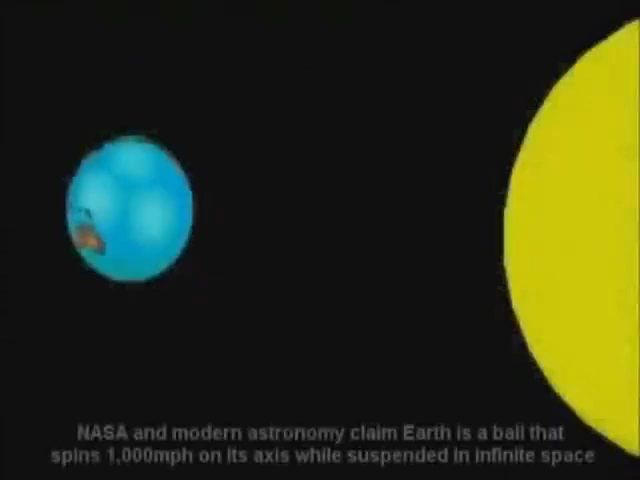 NASA and modern astronomy claim Earth is a ball that
spins 1,000mph on its axis while suspended in infinite space